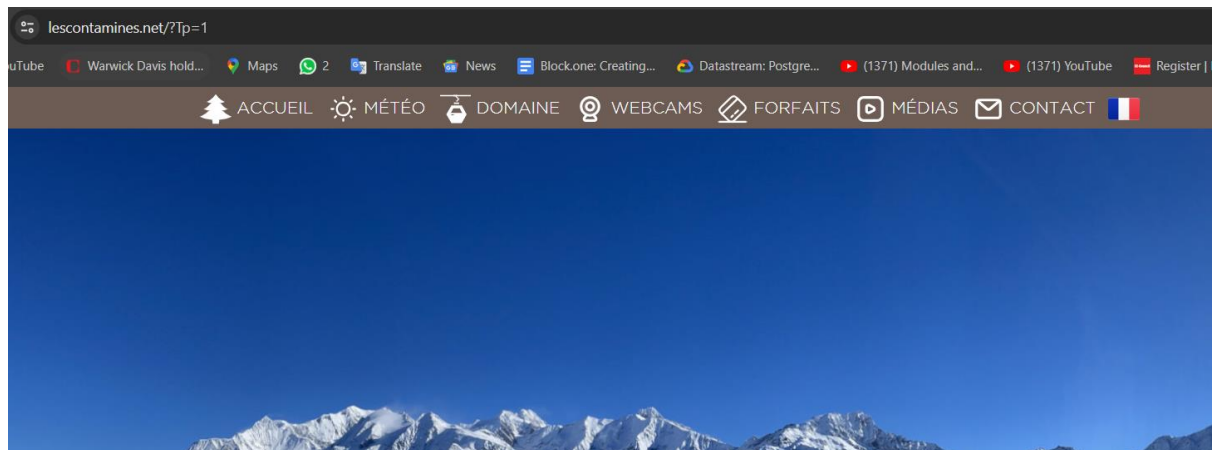 lescontamines.net/?Tp=1
ouTube Warwick Davis hold... Maps 2 Translate News Block.one: Creating... Datastream: Postgre... (1371) Modules and... (1371) YouTube Register |
ACCUEIL MÉTÉO DOMAINE WEBCAMS FORFAITS MÉDIAS CONTACT